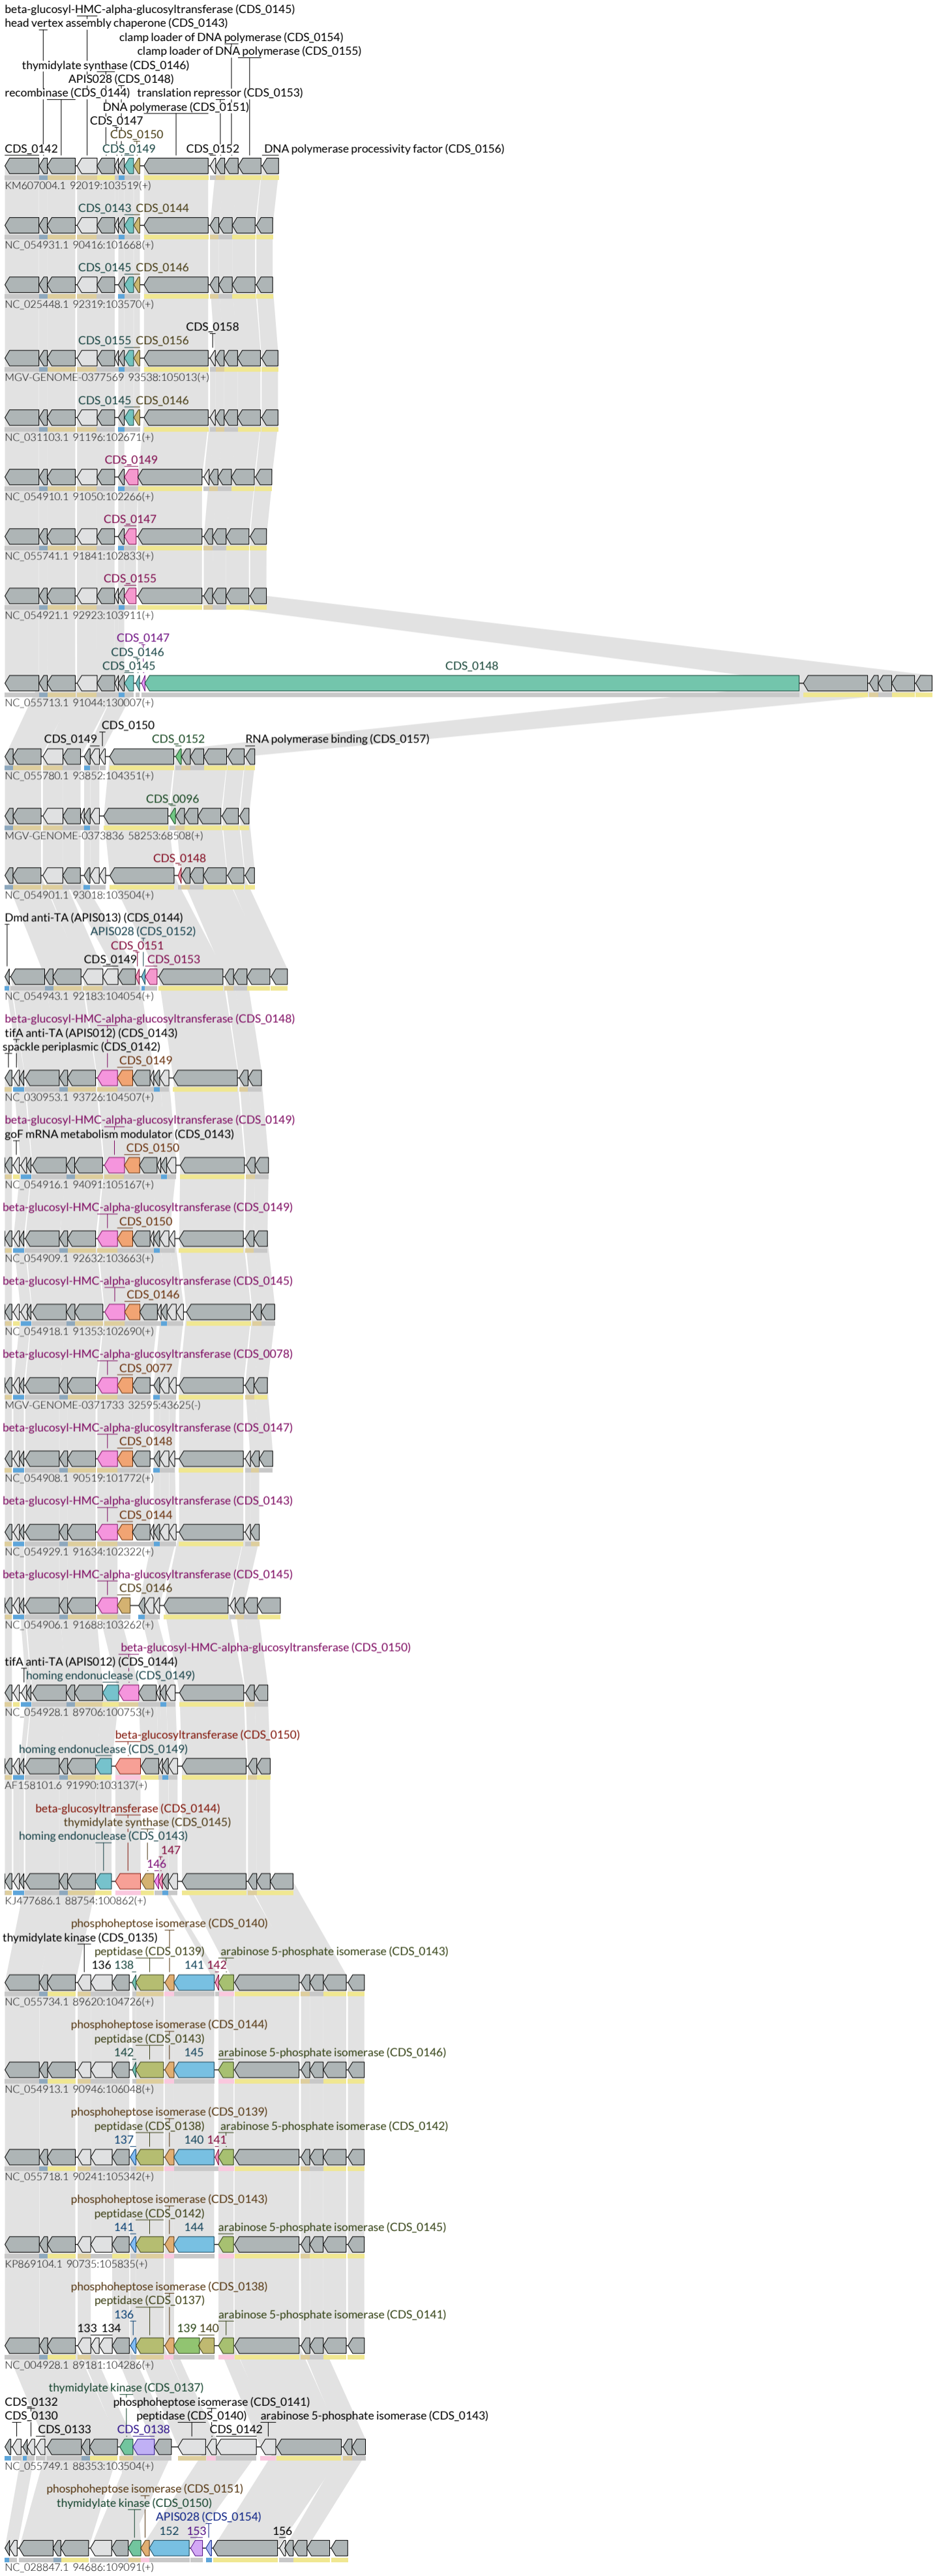 beta-glucosyl-HMC-alpha-glucosyltransferase (CDS_0145)
head vertex assembly chaperone (CDS_0143)
clamp loader of DNA polymerase (CDS_0154)
clamp loader of DNA polymerase (CDS_0155)
thymidylate synthase (CDS_0146)
APIS028 (CDS_0148)
recombinase (CDS_0144) translation repressor (CDS_0153)
DNA polymerase (CDS_0151)
CDS_0147
CDS_0150
CDS_0142 CDS_0149 CDS_0152 DNA polymerase processivity factor (CDS_0156)
KM607004.1 92019:103519(+)
CDS_0143 CDS_0144
NC_054931.1 90416:101668(+)
CDS_0145 CDS_0146
NC_025448.1 92319:103570(+)
CDS_0158
CDS_0155 CDS_0156
MGV-GENOME-0377569 93538:105013(+)
CDS_0145 CDS_0146
NC_031103.1 91196:102671(+)
CDS_0149
NC_054910.1 91050:102266(+)
CDS_0147
NC_055741.1 91841:102833(+)
CDS_0155
NC_054921.1 92923:103911(+)
CDS_0147
CDS_0146
CDS_0145 CDS_0148
NC_055713.1 91044:130007(+)
CDS_0150
CDS_0149 CDS_0152 RNA polymerase binding (CDS_0157)
NC_055780.1 93852:104351(+)
CDS_0096
MGV-GENOME-0373836 58253:68508(+)
CDS_0148
NC_054901.1 93018:103504(+)
Dmd anti-TA (APIS013) (CDS_0144)
APIS028 (CDS_0152)
CDS_0151
CDS_0149 CDS_0153
NC_054943.1 92183:104054(+)
beta-glucosyl-HMC-alpha-glucosyltransferase (CDS_0148)
tifA anti-TA (APIS012) (CDS_0143)
spackle periplasmic (CDS_0142)
CDS_0149
NC_030953.1 93726:104507(+)
beta-glucosyl-HMC-alpha-glucosyltransferase (CDS_0149)
goF mRNA metabolism modulator (CDS_0143)
CDS_0150
NC_054916.1 94091:105167(+)
beta-glucosyl-HMC-alpha-glucosyltransferase (CDS_0149)
CDS_0150
NC_054909.1 92632:103663(+)
beta-glucosyl-HMC-alpha-glucosyltransferase (CDS_0145)
CDS_0146
NC_054918.1 91353:102690(+)
beta-glucosyl-HMC-alpha-glucosyltransferase (CDS_0078)
CDS_0077
MGV-GENOME-0371733 32595:43625(-)
beta-glucosyl-HMC-alpha-glucosyltransferase (CDS_0147)
CDS_0148
NC_054908.1 90519:101772(+)
beta-glucosyl-HMC-alpha-glucosyltransferase (CDS_0143)
CDS_0144
NC_054929.1 91634:102322(+)
beta-glucosyl-HMC-alpha-glucosyltransferase (CDS_0145)
CDS_0146
NC_054906.1 91688:103262(+)
beta-glucosyl-HMC-alpha-glucosyltransferase (CDS_0150)
tifA anti-TA (APIS012) (CDS_0144)
homing endonuclease (CDS_0149)
NC_054928.1 89706:100753(+)
beta-glucosyltransferase (CDS_0150)
homing endonuclease (CDS_0149)
AF158101.6 91990:103137(+)
beta-glucosyltransferase (CDS_0144)
thymidylate synthase (CDS_0145)
homing endonuclease (CDS_0143)
147
146
KJ477686.1 88754:100862(+)
phosphoheptose isomerase (CDS_0140)
thymidylate kinase (CDS_0135)
peptidase (CDS_0139) arabinose 5-phosphate isomerase (CDS_0143)
136 138 141 142
NC_055734.1 89620:104726(+)
phosphoheptose isomerase (CDS_0144)
peptidase (CDS_0143)
142 145 arabinose 5-phosphate isomerase (CDS_0146)
NC_054913.1 90946:106048(+)
phosphoheptose isomerase (CDS_0139)
peptidase (CDS_0138) arabinose 5-phosphate isomerase (CDS_0142)
137 140 141
NC_055718.1 90241:105342(+)
phosphoheptose isomerase (CDS_0143)
peptidase (CDS_0142)
141 144 arabinose 5-phosphate isomerase (CDS_0145)
KP869104.1 90735:105835(+)
phosphoheptose isomerase (CDS_0138)
peptidase (CDS_0137)
136 arabinose 5-phosphate isomerase (CDS_0141)
133 134 139 140
NC_004928.1 89181:104286(+)
thymidylate kinase (CDS_0137)
CDS_0132 phosphoheptose isomerase (CDS_0141)
CDS_0130 peptidase (CDS_0140) arabinose 5-phosphate isomerase (CDS_0143)
CDS_0133 CDS_0138 CDS_0142
NC_055749.1 88353:103504(+)
phosphoheptose isomerase (CDS_0151)
thymidylate kinase (CDS_0150)
APIS028 (CDS_0154)
152 153 156
NC_028847.1 94686:109091(+)